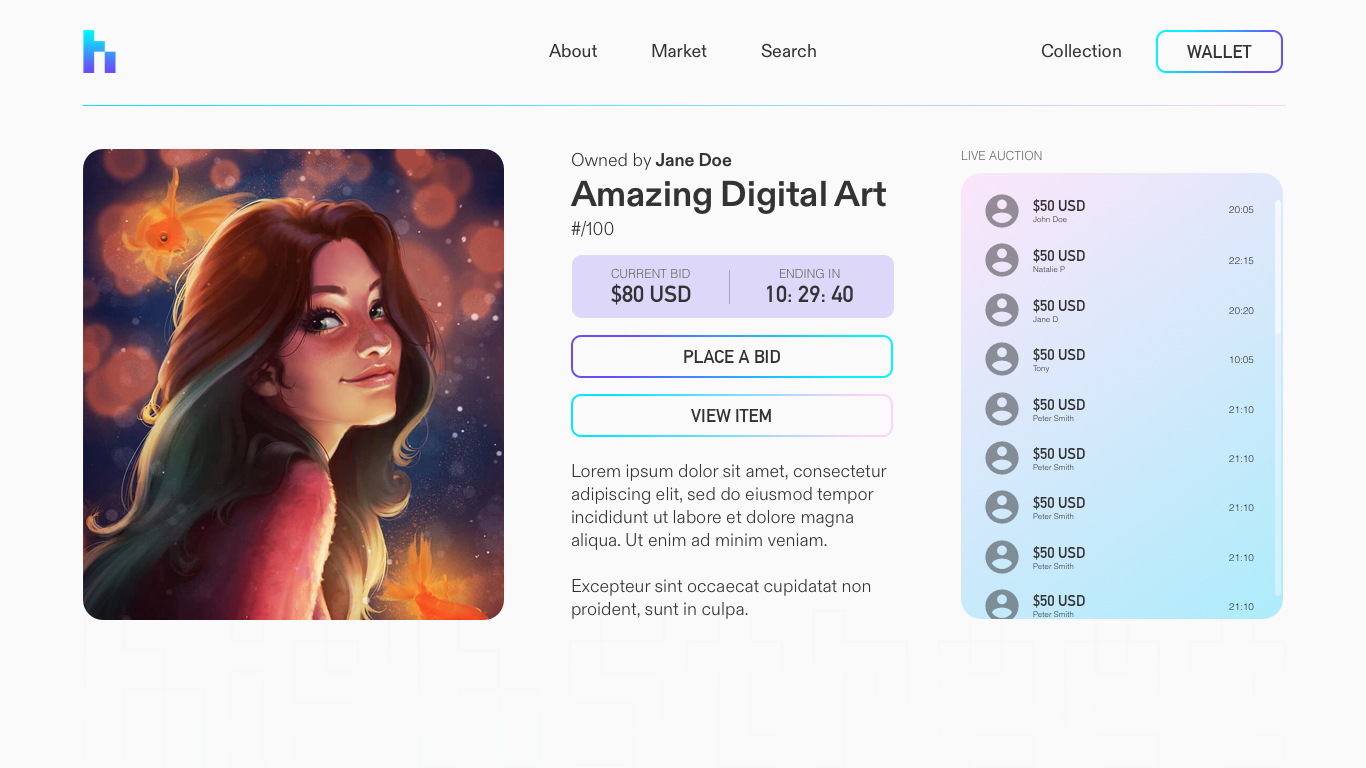 About
Market
Search
Collection
WALLET
Owned by Jane Doe
Amazing Digital Art
#/100
CURRENT BID
$80 USD
ENDING IN
10: 29: 40
PLACE A BID
VIEW ITEM
Lorem ipsum dolor sit amet, consectetur
adipiscing elit, sed do eiusmod tempor
incididunt ut labore et dolore magna
aliqua. Ut enim ad minim veniam.
Excepteur sint occaecat cupidatat non
proident, sunt in culpa.
LIVE AUCTION
$50 USD
John Doe
20:05
$50 USD
Natalie P
22:15
$50 USD
Jane D
20:20
$50 USD
Tony
10:05
$50 USD
Peter Smith
21:10
$50 USD
Peter Smith
21:10
$50 USD
Peter Smith
21:10
$50 USD
Peter Smith
21:10
$50 USD
Peter Smith
21:10